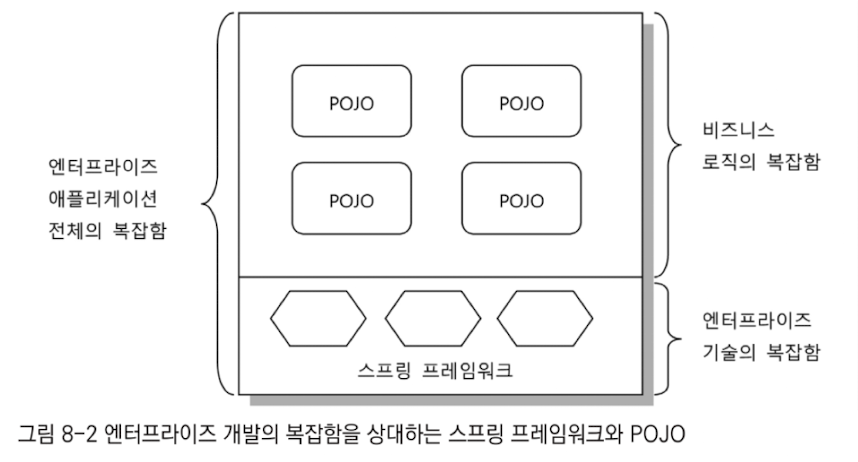 엔터프라이즈
애플리케이션
전체의 복잡함
POJO
POJO
POJO
POJO
비즈니스
로직의 복잡함
스프링 프레임워크
엔터프라이즈
기술의 복잡함
그림 8-2 엔터프라이즈 개발의 복잡함을 상대하는 스프링 프레임워크와 POJO